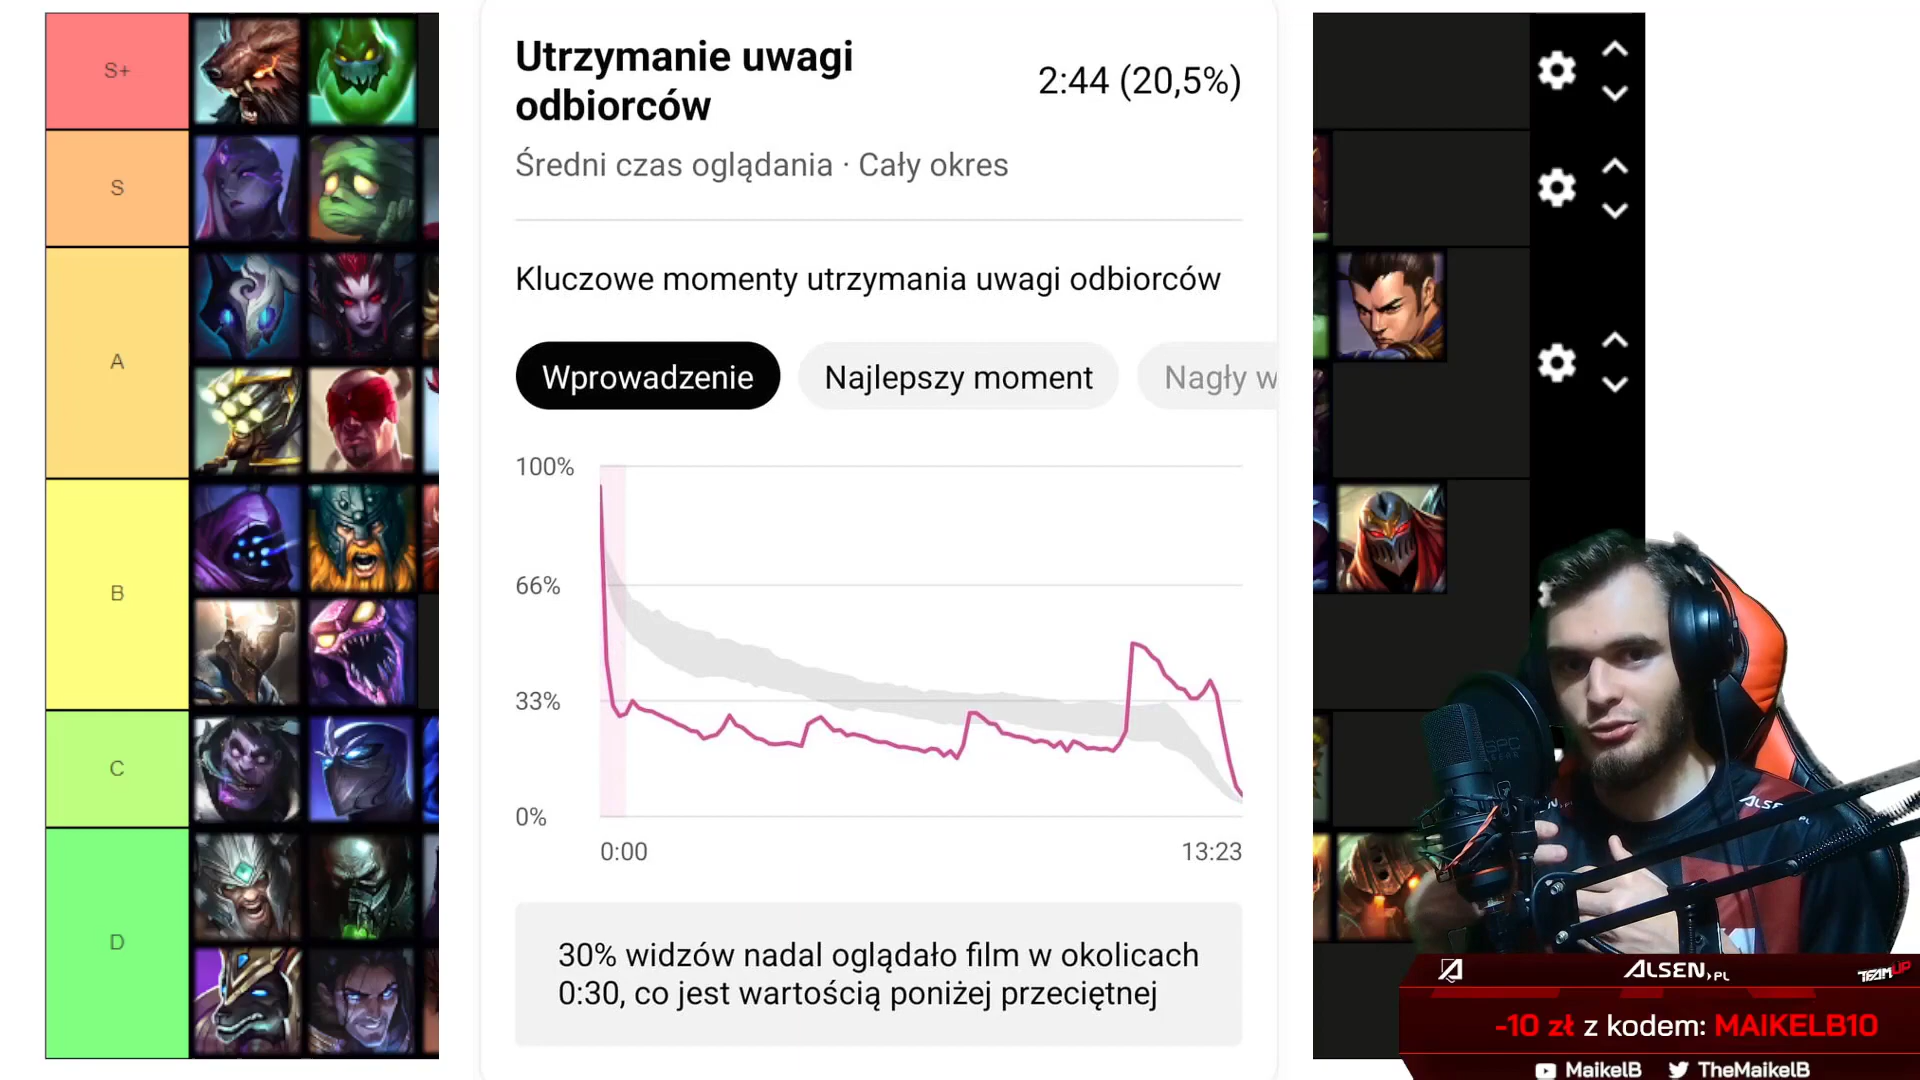 S+
S
A
B
C
D
Utrzymanie uwagi
odbiorców
2:44 (20,5%)
Średni czas oglądania · Cały okres
Kluczowe momenty utrzymania uwagi odbiorców
Wprowadzenie
Najlepszy moment
Nagły w
100%
66%
33%
0%
0:00
13:23
30% widzów nadal oglądało film w okolicach
0:30, co jest wartością poniżej przeciętnej
ALSEN.PL
TEAMUP
-10 zł z kodem: MAIKELB10
MaikelB
TheMaikelB